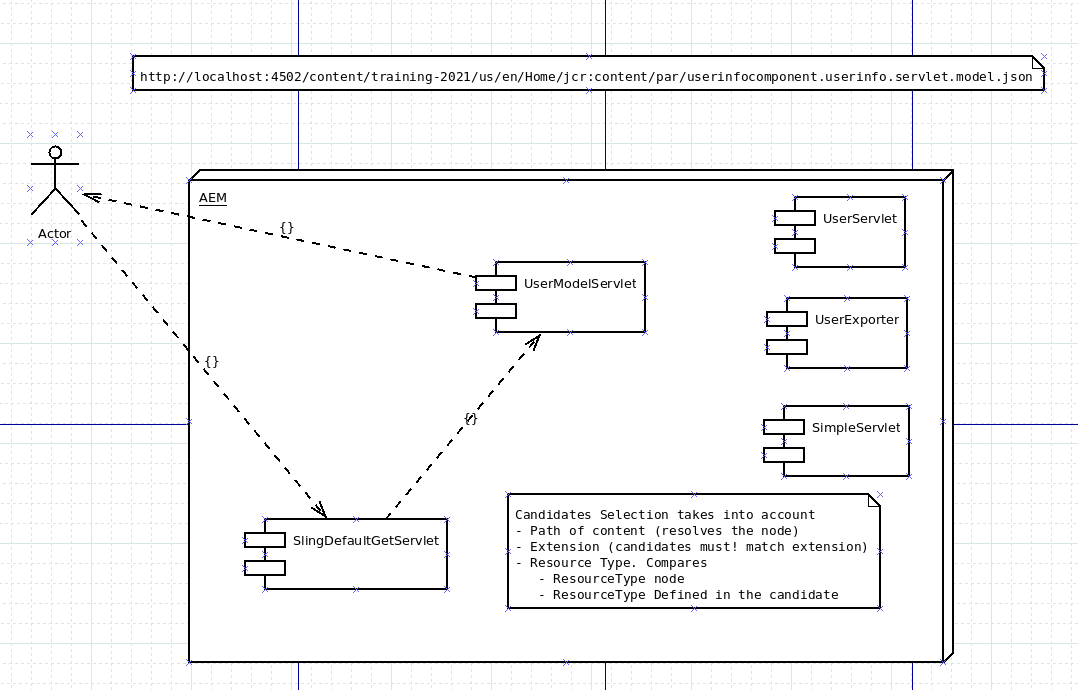 http://localhost:4502/content/training-2021/us/en/Home/jcr:content/par/userinfocomponent.userinfo.servlet.model.json
AEM
UserServlet
{}
Actor
UserModelServlet
UserExporter
{}
{}
SimpleServlet
Candidates Selection takes into account
- Path of content (resolves the node)
- Extension (candidates must! match extension)
- Resource Type. Compares
- ResourceType node
- ResourceType Defined in the candidate
SlingDefaultGetServlet